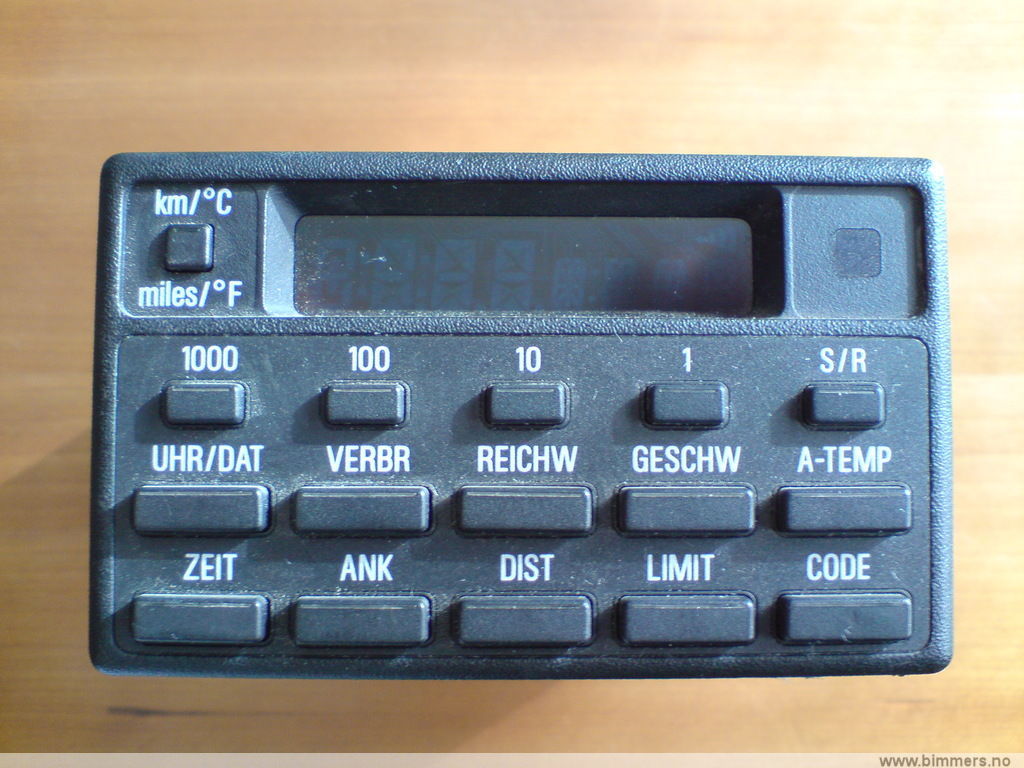 km/°C
miles/°F
1000 100 10 1 S/R
UHR/DAT VERBR REICHW GESCHW A-TEMP
ZEIT ANK DIST LIMIT CODE
www.bimmers.no